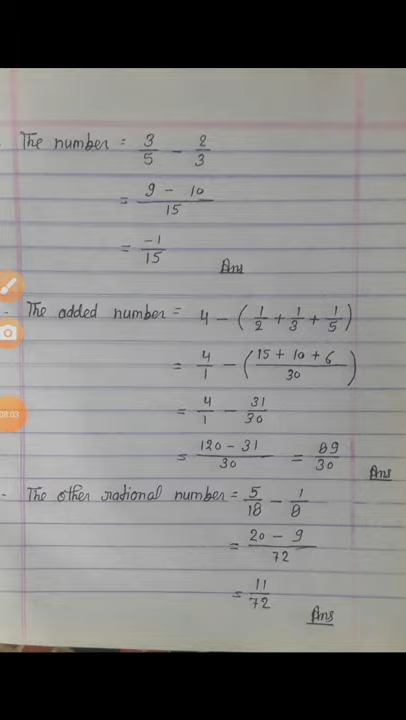 The number = 3/5 - 2/3
= 9 - 10/15
= -1/15
Ans
The added number = 4 - (1/2 + 1/3 + 1/5)
= 4/1 - (15 + 10 + 6/30)
= 4/1 - 31/30
= 120 - 31/30 = 89/30
Ans
The other rational number = 5/18 - 1/8
= 20 - 9/72
= 11/72
Ans